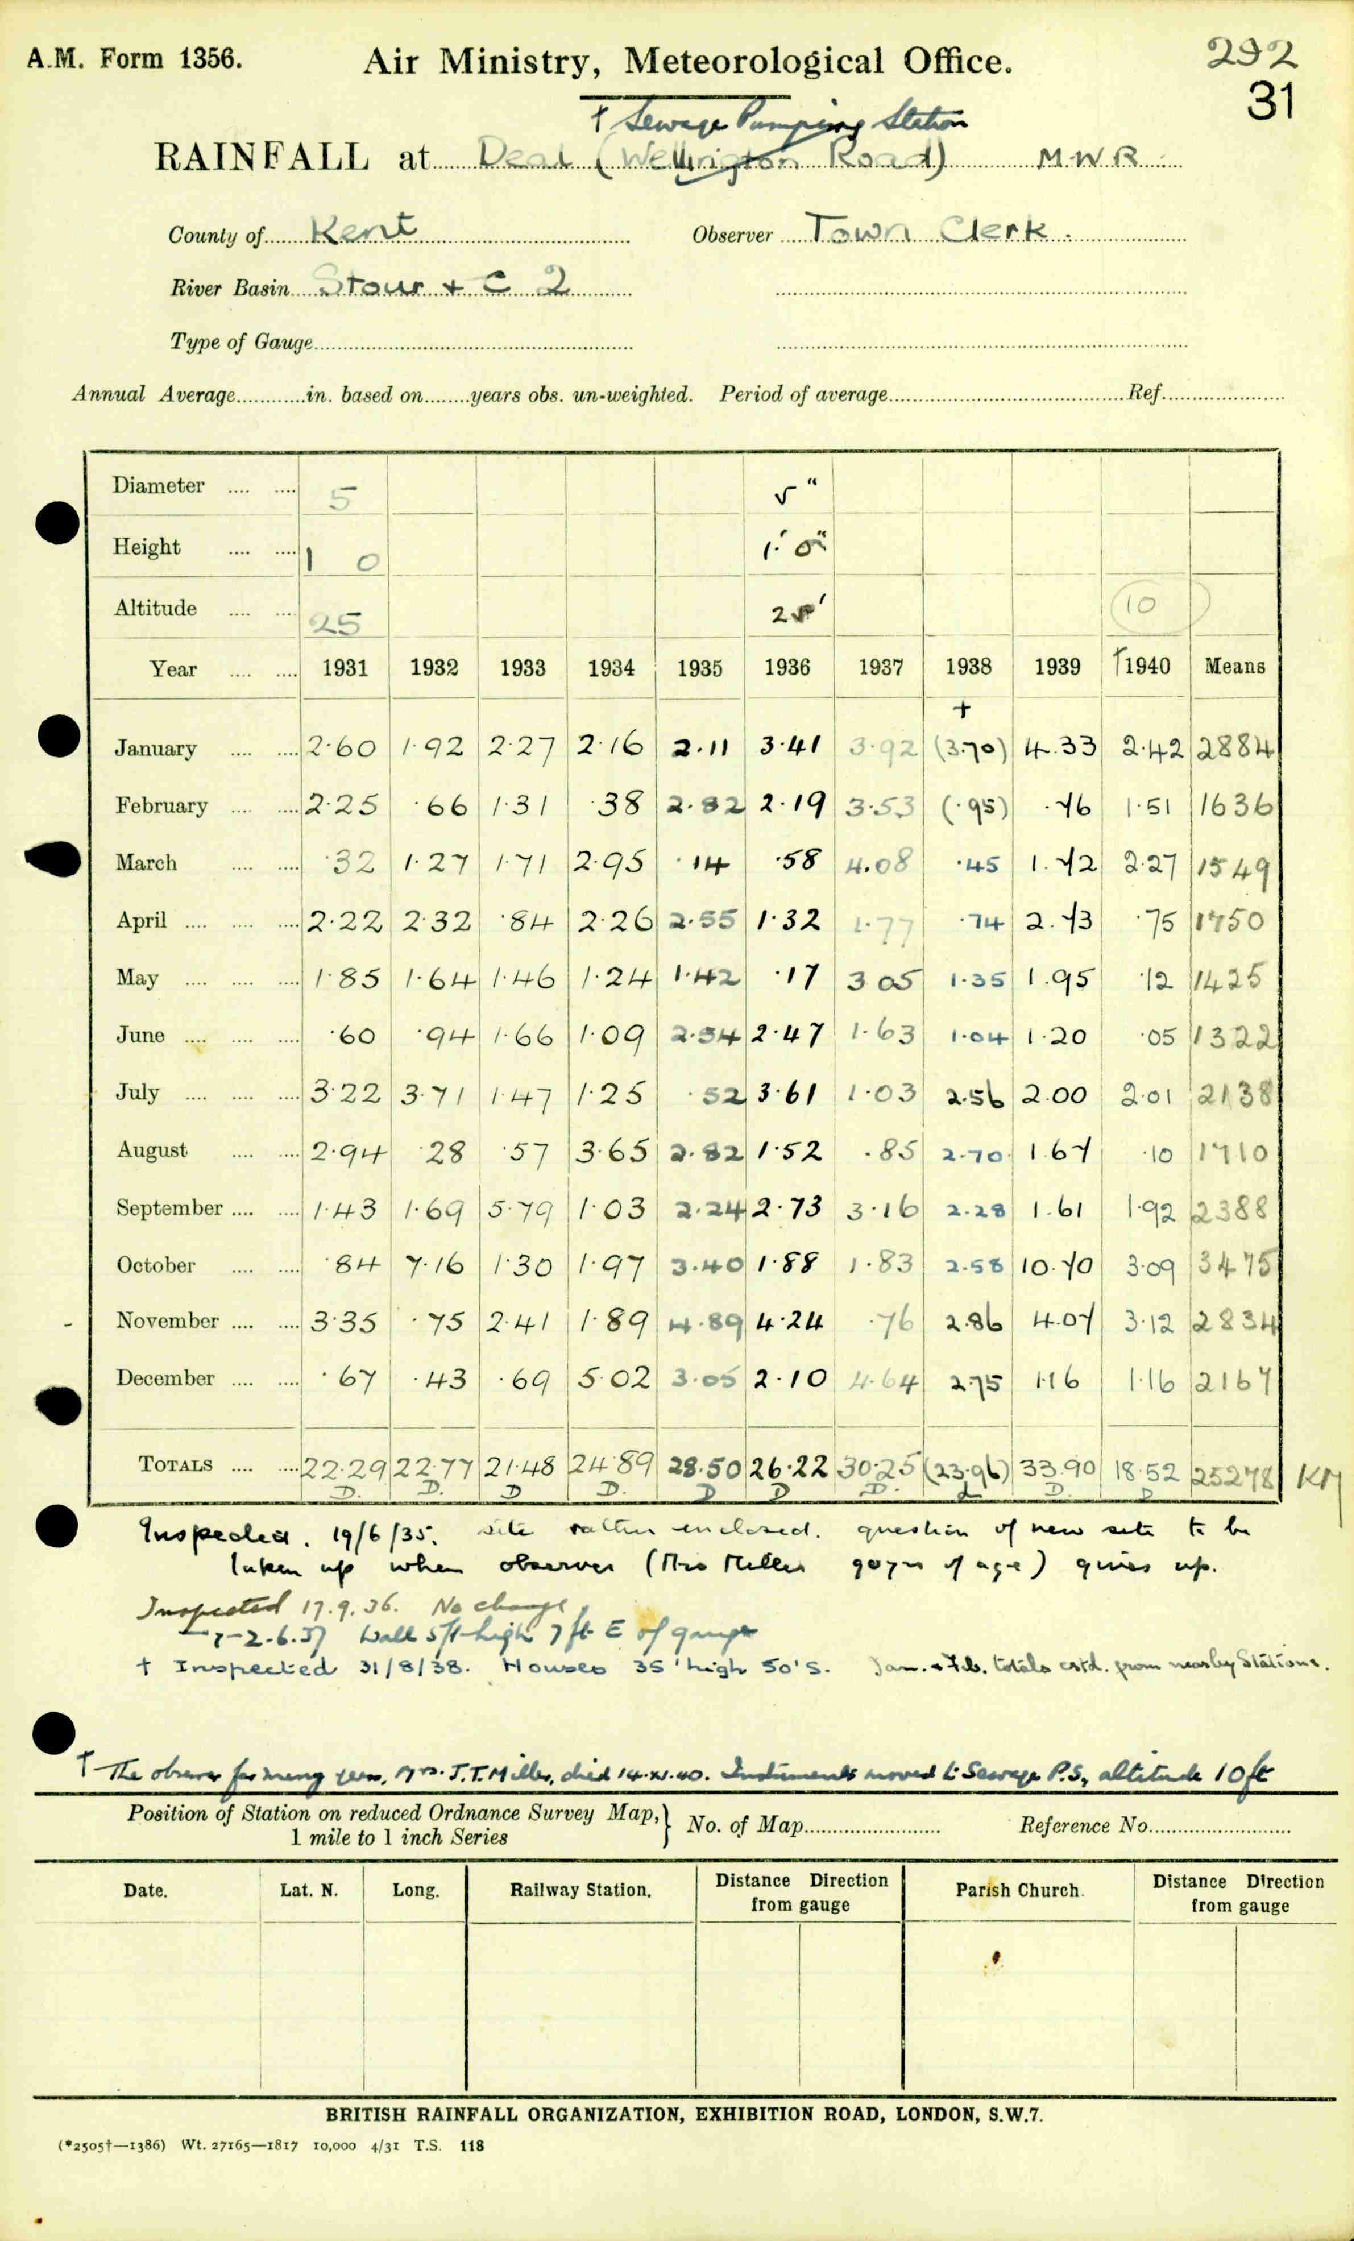 A.M. Form 1356.
Air Ministry, Meteorological Office.
292
31
† Sewage Pumping Station
RAINFALL at Deal (Wellington Road) M.W.R.
County of Kent Observer Town Clerk.
River Basin Stour + C 2
Type of Gauge
Annual Average in. based on years obs. un-weighted. Period of average Ref.
Diameter 5 5"
Height 1 0 1' 0"
Altitude 25 25' 10
Year 1931 1932 1933 1934 1935 1936 1937 1938 1939 †1940 Means
+
January 2·60 1·92 2·27 2·16 2·11 3·41 3·92 (3·70) 4·33 2·42 2884
February 2·25 ·66 1·31 ·38 2·82 2·19 3·53 (·95) ·76 1·51 1636
March ·32 1·27 1·71 2·95 ·14 ·58 4·08 ·45 1·72 2·27 1549
April 2·22 2·32 ·84 2·26 2·55 1·32 1·77 ·74 2·73 ·75 1750
May 1·85 1·64 1·46 1·24 1·42 ·17 3 05 1·35 1·95 ·12 1425
June ·60 ·94 1·66 1·09 2·54 2·47 1·63 1·04 1·20 ·05 1322
July 3·22 3·71 1·47 1·25 ·52 3·61 1·03 2·56 2·00 2·01 2138
August 2·94 ·28 ·57 3·65 2·82 1·52 ·85 2·70 1·67 ·10 1710
September 1·43 1·69 5·79 1·03 2·24 2·73 3·16 2·28 1·61 1·92 2388
October ·84 7·16 1·30 1·97 3·40 1·88 1·83 2·58 10·70 3·09 3475
November 3·35 ·75 2·41 1·89 4·89 4·24 ·76 2·86 4·07 3·12 2834
December ·67 ·43 ·69 5·02 3·05 2·10 4·64 2·75 1·16 1·16 2167
TOTALS 22·29 22·77 21·48 24·89 28·50 26·22 30·25 (23·96) 33·90 18·52 25278 KM
D. D. D D. D D D. D. D
Inspected. 19/6/35. site rather enclosed. question of new site to be
taken up when observer (Mrs Miller 90 yrs of age) gives up.
Inspected 17.9.36. No change
2.6.37 Wall 5ft high 7 ft E of gauge
† Inspected 31/8/38. Houses 35' high 50' S. Jan. & Feb. totals estd. from nearby Stations.
† The observer for many years, Mrs. J.T. Miller, died 14.XI.40. Instruments moved to Sewage P.S, altitude 10 ft
Position of Station on reduced Ordnance Survey Map, 1 mile to 1 inch Series } No. of Map Reference No.
Date. Lat. N. Long. Railway Station. Distance Direction from gauge Parish Church. Distance Direction from gauge
BRITISH RAINFALL ORGANIZATION, EXHIBITION ROAD, LONDON, S.W.7.
(*2505†—1386) Wt. 27165—1817 10,000 4/31 T.S. 118